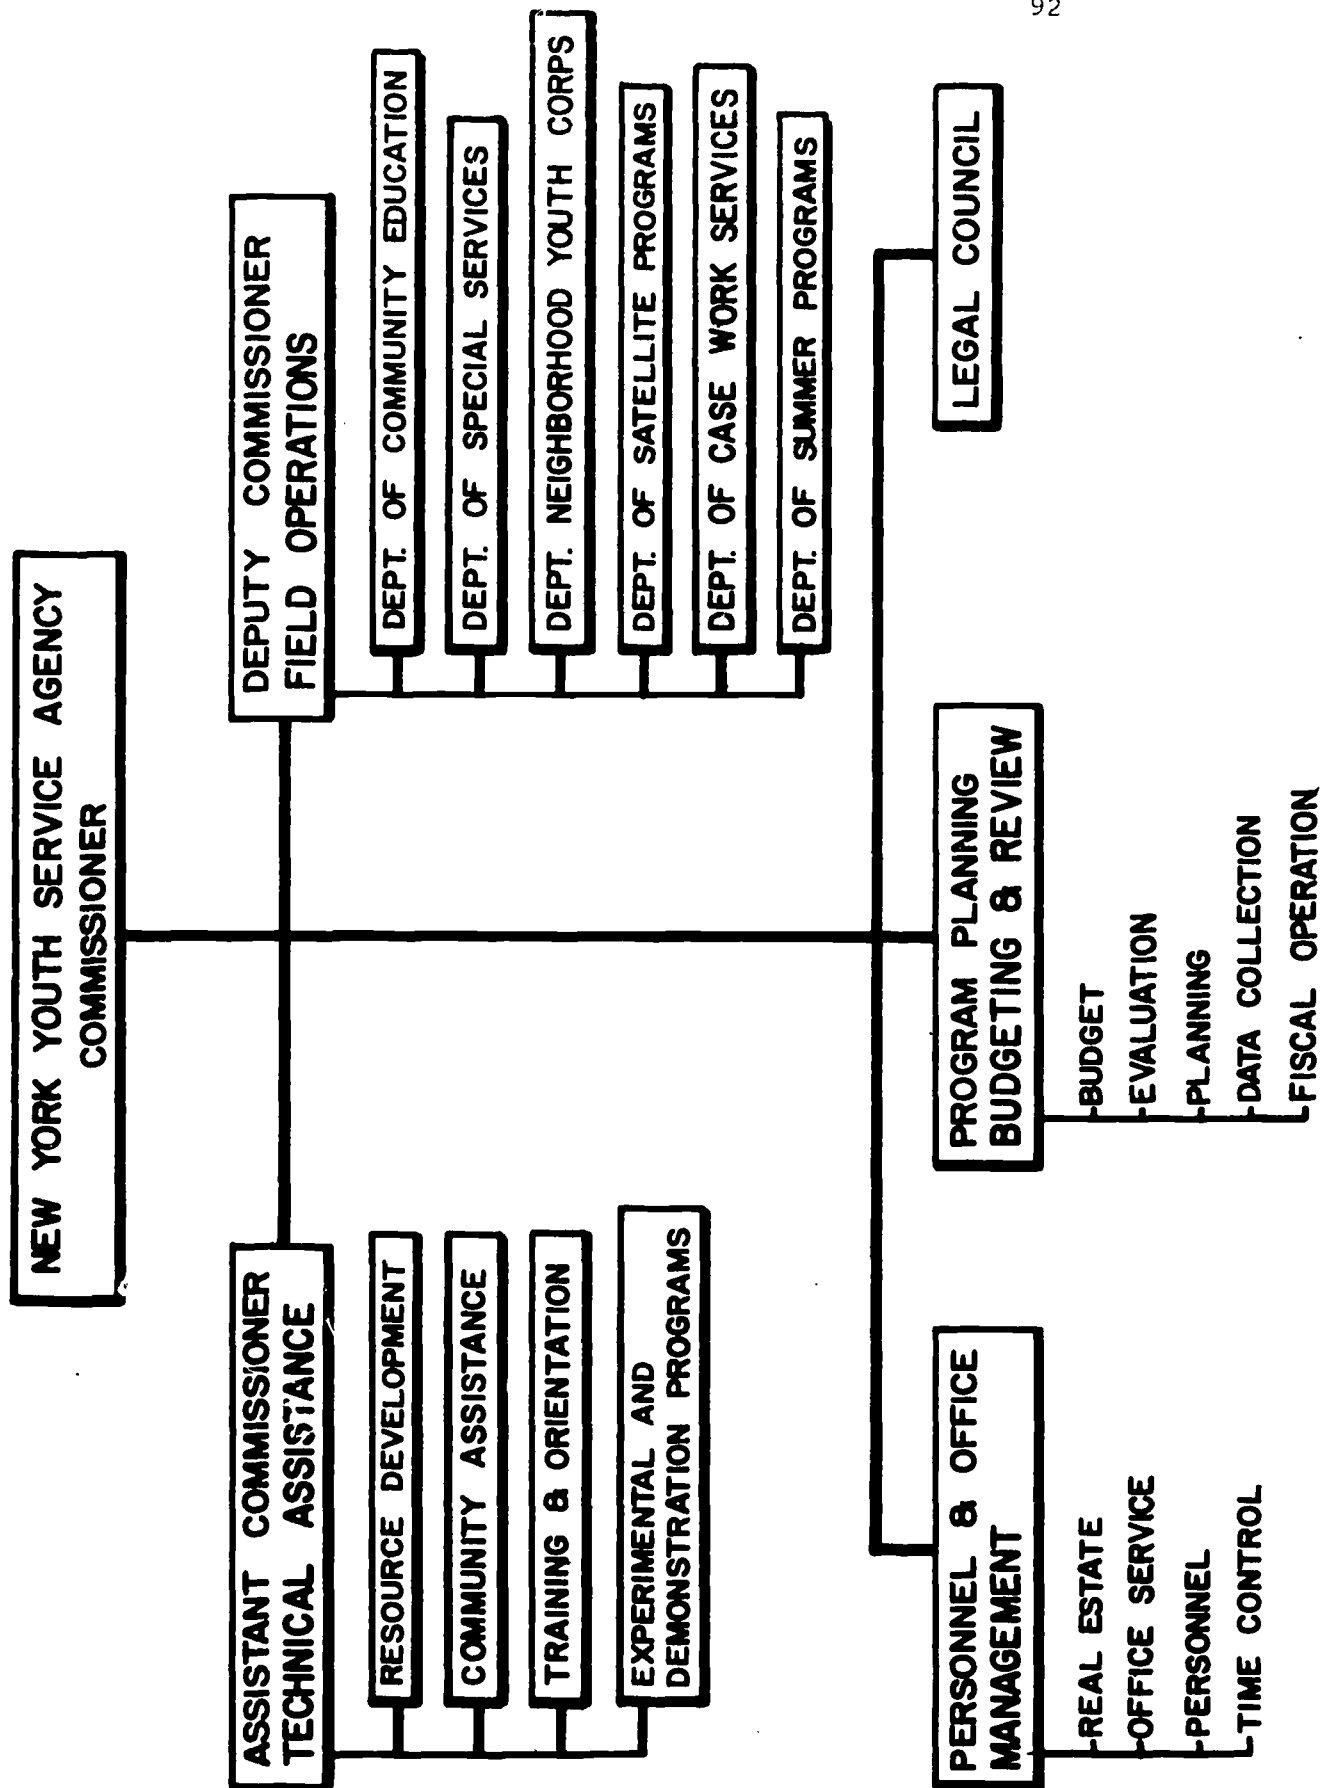 92
NEW YORK YOUTH SERVICE AGENCY
COMMISSIONER
ASSISTANT COMMISSIONER
TECHNICAL ASSISTANCE
RESOURCE DEVELOPMENT
COMMUNITY ASSISTANCE
TRAINING & ORIENTATION
EXPERIMENTAL AND
DEMONSTRATION PROGRAMS
DEPUTY COMMISSIONER
FIELD OPERATIONS
DEPT. OF COMMUNITY EDUCATION
DEPT. OF SPECIAL SERVICES
DEPT. NEIGHBORHOOD YOUTH CORPS
DEPT. OF SATELLITE PROGRAMS
DEPT. OF CASE WORK SERVICES
DEPT. OF SUMMER PROGRAMS
PERSONNEL & OFFICE
MANAGEMENT
REAL ESTATE
OFFICE SERVICE
PERSONNEL
TIME CONTROL
PROGRAM PLANNING
BUDGETING & REVIEW
BUDGET
EVALUATION
PLANNING
DATA COLLECTION
FISCAL OPERATION
LEGAL COUNCIL